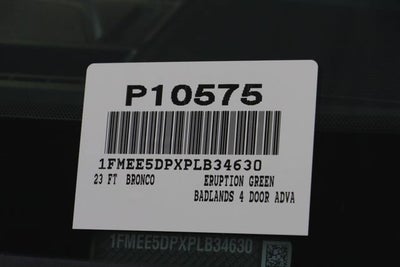 P10575
1FMEE5DPXPLB34630
23 FT BRONCO ERUPTION GREEN
BADLANDS 4 DOOR ADVA
1FMEE5DPXPLB34630